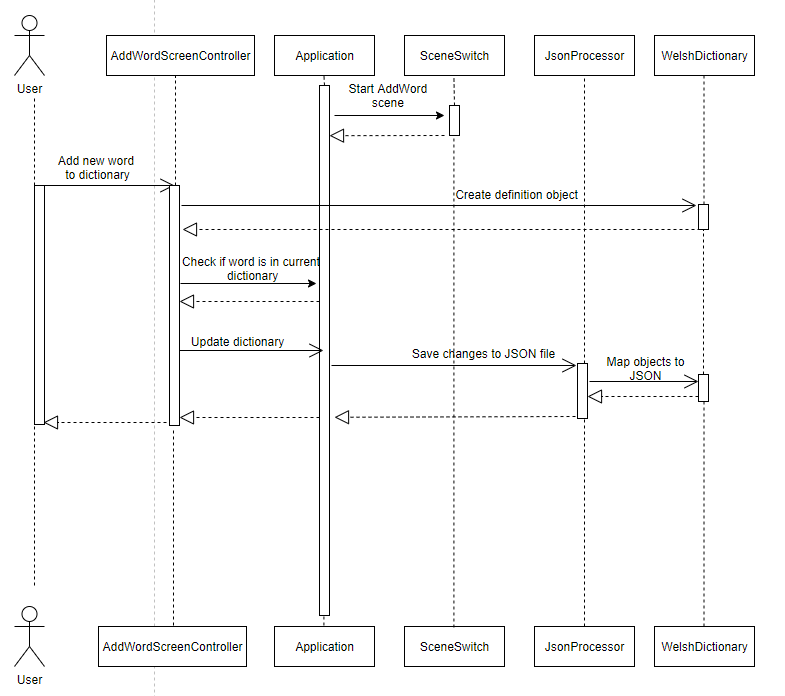 User
AddWordScreenController
Application
SceneSwitch
JsonProcessor
WelshDictionary
Start AddWord
scene
Add new word
to dictionary
Create definition object
Check if word is in current
dictionary
Update dictionary
Save changes to JSON file
Map objects to
JSON
User
AddWordScreenController
Application
SceneSwitch
JsonProcessor
WelshDictionary